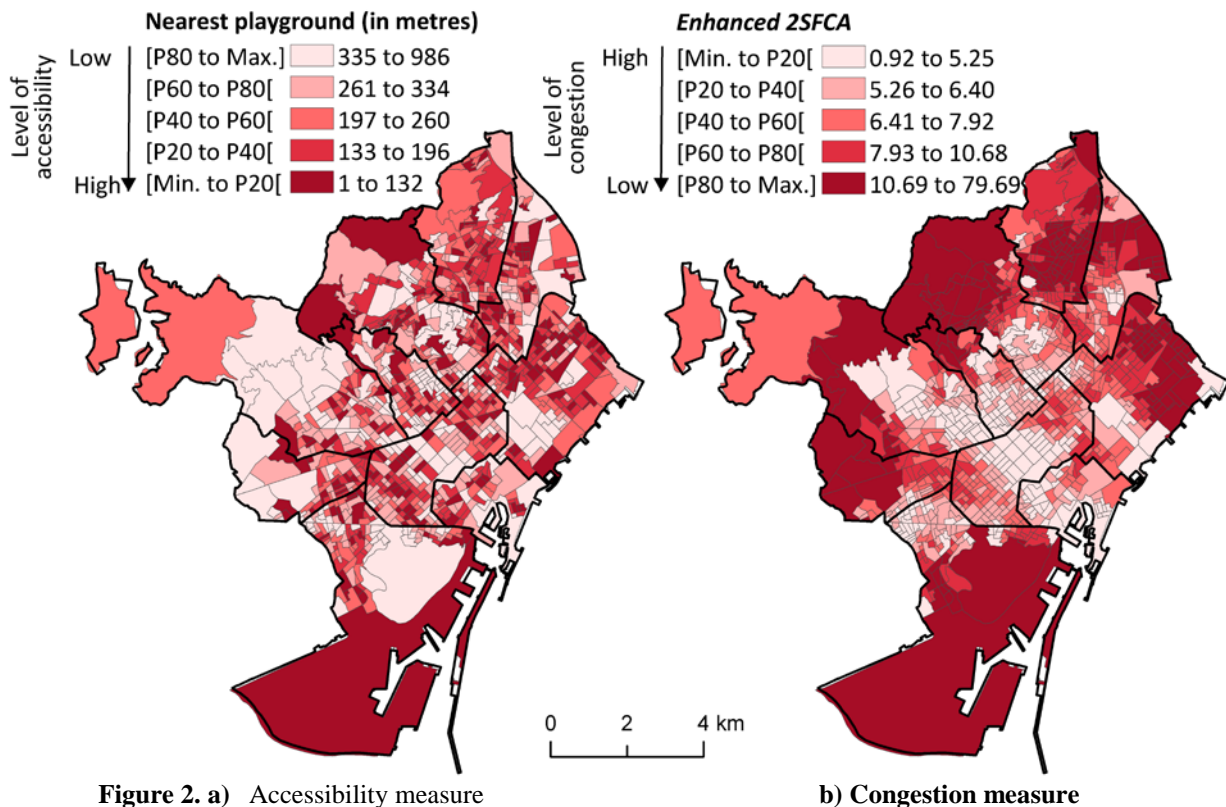 Nearest playground (in metres)
Level of
accessibility
Low
High
[P80 to Max.] 335 to 986
[P60 to P80[ 261 to 334
[P40 to P60[ 197 to 260
[P20 to P40[ 133 to 196
[Min. to P20[ 1 to 132
Enhanced 2SFCA
Level of
congestion
High
Low
[Min. to P20[ 0.92 to 5.25
[P20 to P40[ 5.26 to 6.40
[P40 to P60[ 6.41 to 7.92
[P60 to P80[ 7.93 to 10.68
[P80 to Max.] 10.69 to 79.69
0 2 4 km
Figure 2. a) Accessibility measure
b) Congestion measure